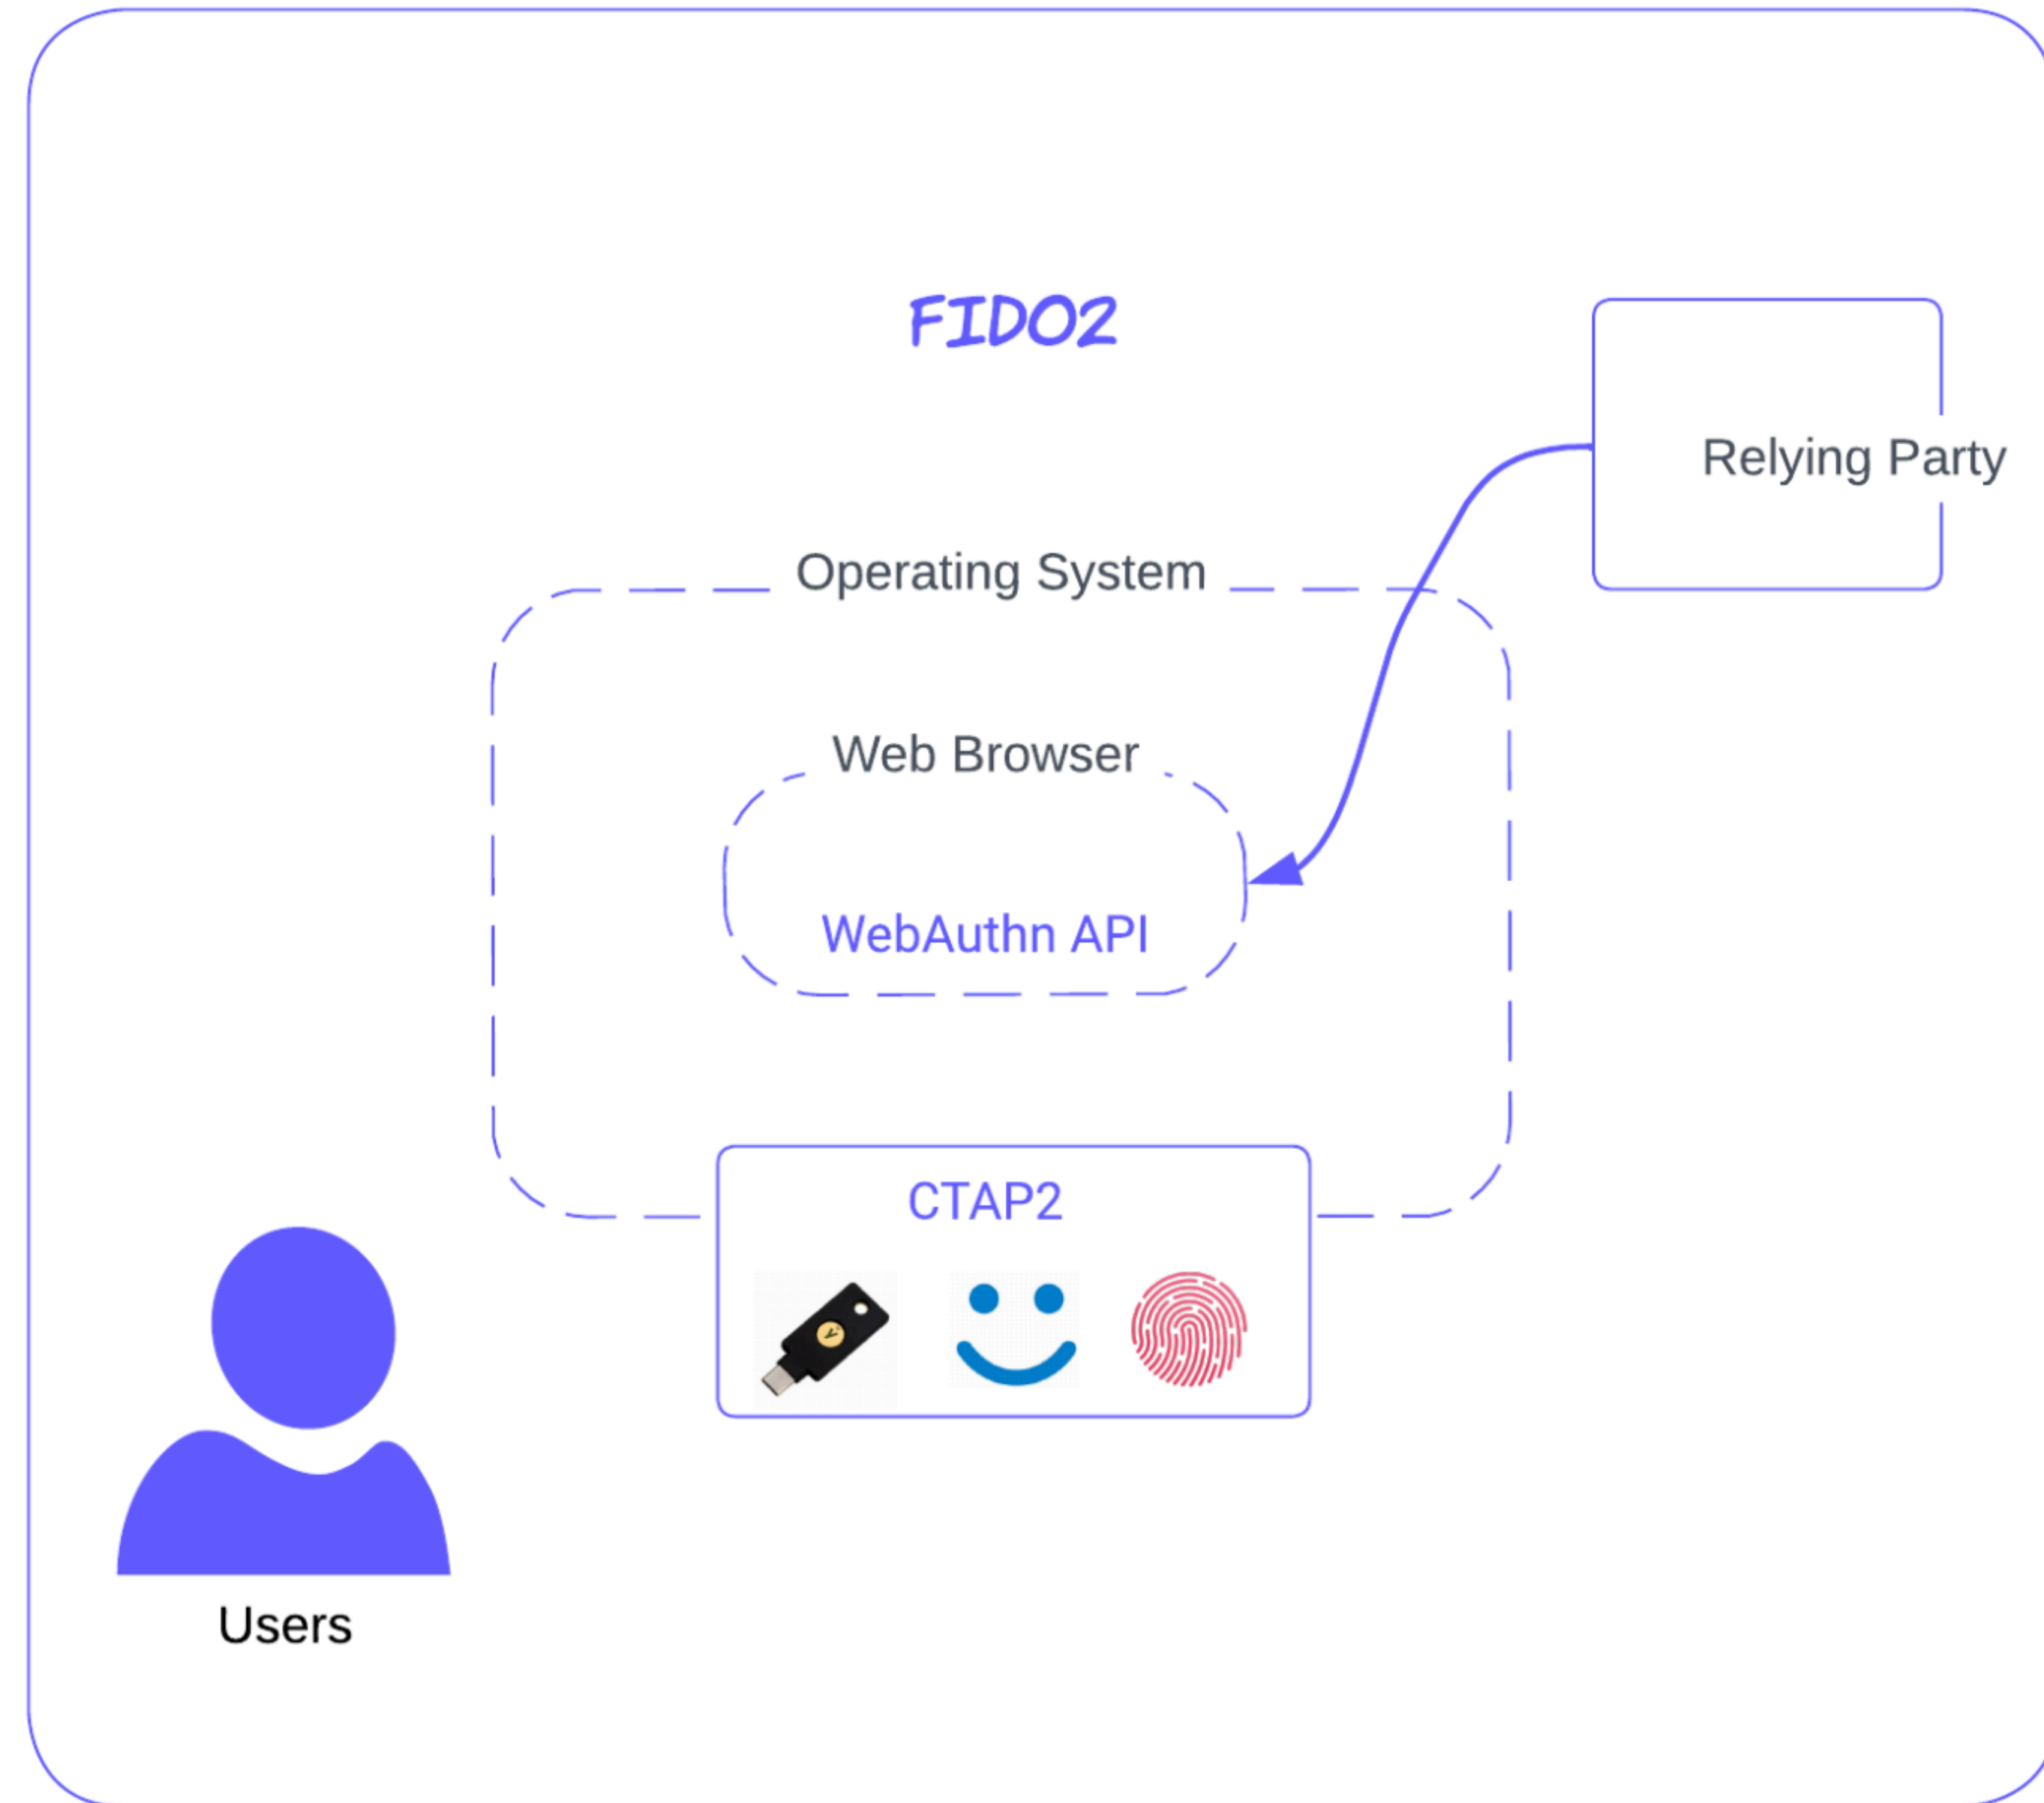 FIDO2
Relying Party
Operating System
Web Browser
WebAuthn API
CTAP2
Users